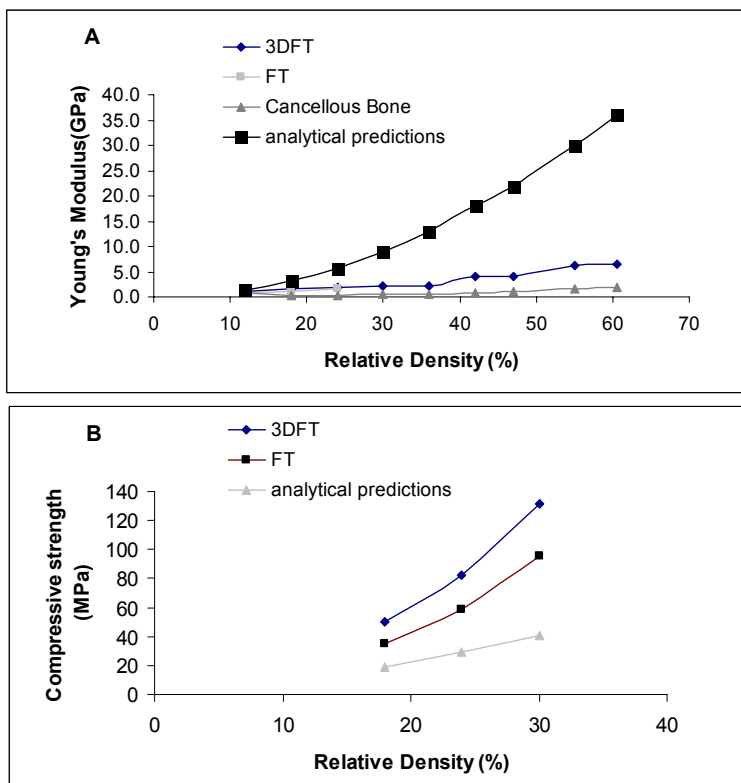 A
3DFT
FT
Cancellous Bone
analytical predictions
Young's Modulus(GPa)
40.0
35.0
30.0
25.0
20.0
15.0
10.0
5.0
0.0
0 10 20 30 40 50 60 70
Relative Density (%)
B
3DFT
FT
analytical predictions
Compressive strength
(MPa)
140
120
100
80
60
40
20
0
0 10 20 30 40
Relative Density (%)